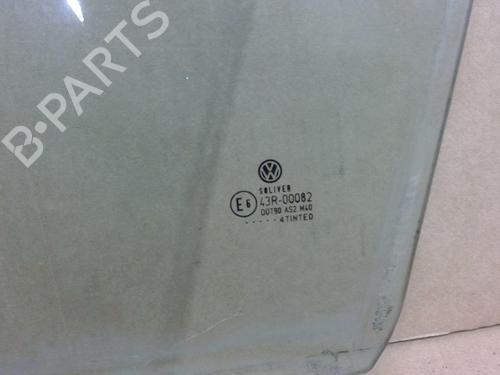 B-PARTS
VW
SOLIVER
E6 43R-00082
DOT90 AS2 M40
·····4TINTED